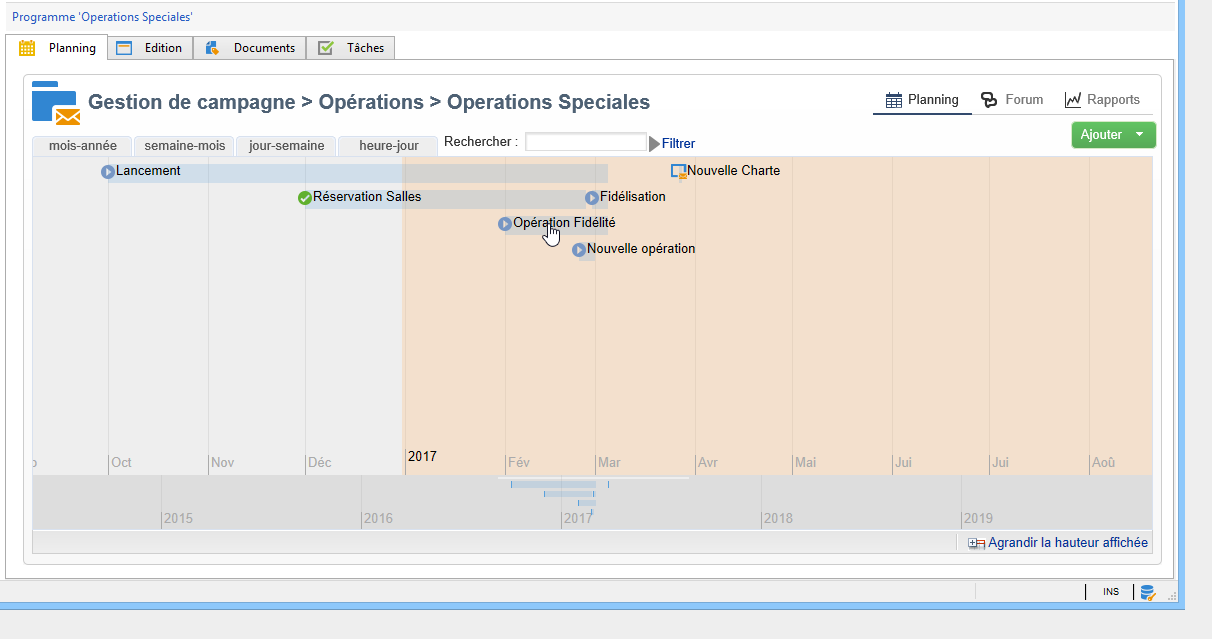 Programme 'Operations Speciales'
Planning Edition Documents Tâches
Gestion de campagne > Opérations > Operations Speciales
Planning Forum Rapports
Ajouter
mois-année semaine-mois jour-semaine heure-jour Rechercher : Filtrer
Lancement Nouvelle Charte
Réservation Salles Fidélisation
Opération Fidélité
Nouvelle opération
Oct Nov Déc 2017 Fév Mar Avr Mai Jui Jui Aoû
2015 2016 2017 2018 2019
Agrandir la hauteur affichée
INS